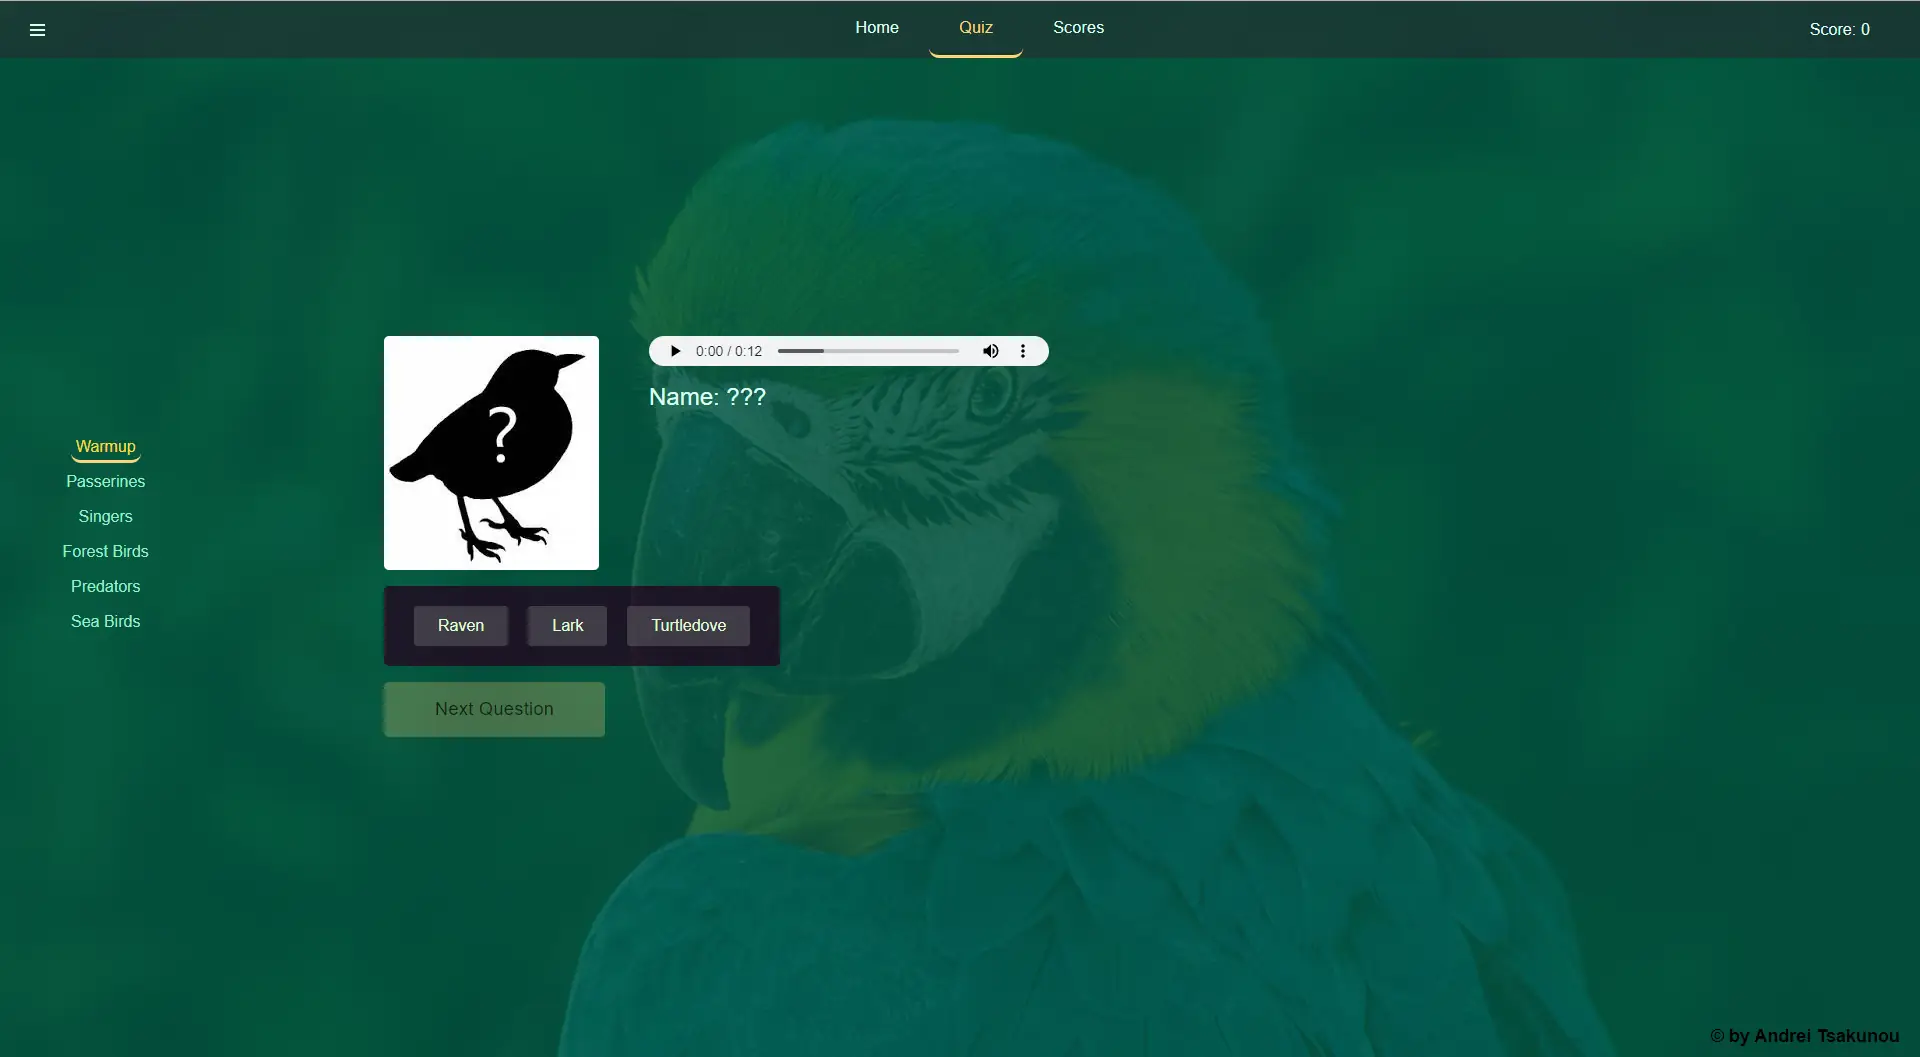 Home Quiz Scores Score: 0
0:00 / 0:12
Name: ???
?
Warmup
Passerines
Singers
Forest Birds
Predators
Sea Birds
Raven Lark Turtledove
Next Question
© by Andrei Tsakunou